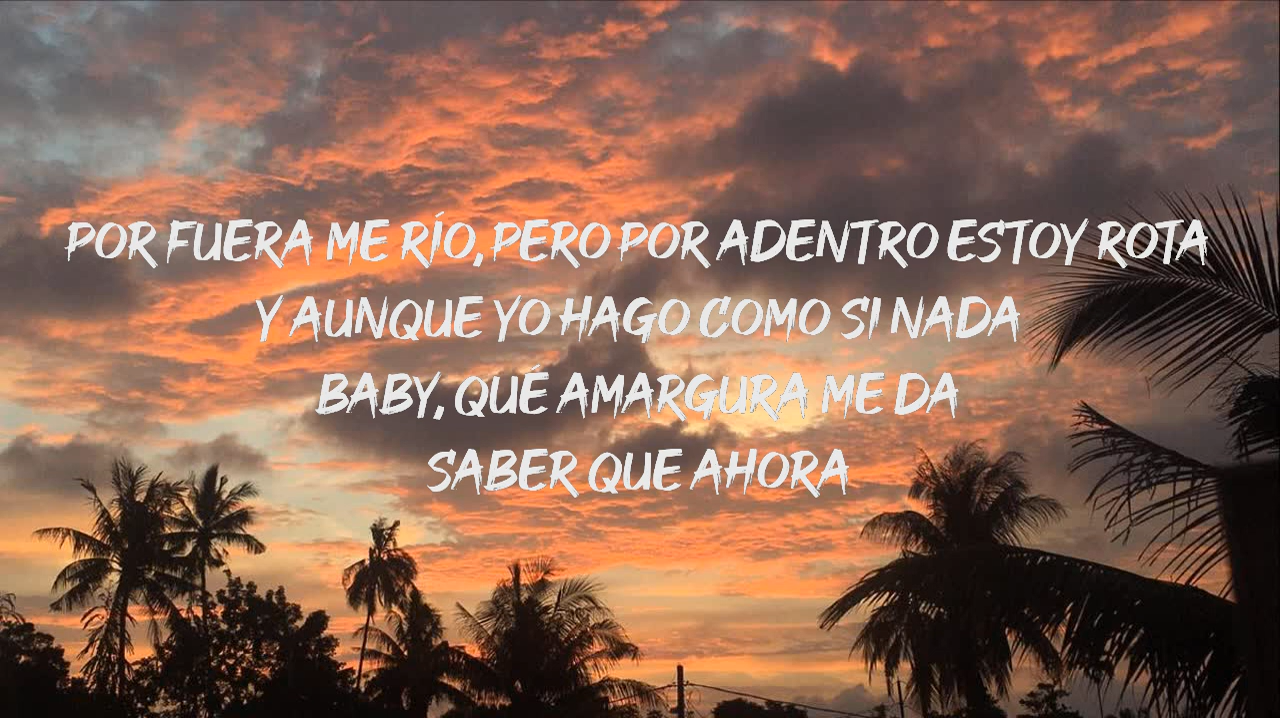 POR FUERA ME RÍO, PERO POR ADENTRO ESTOY ROTA
Y AUNQUE YO HAGO COMO SI NADA
BABY, QUÉ AMARGURA ME DA
SABER QUE AHORA